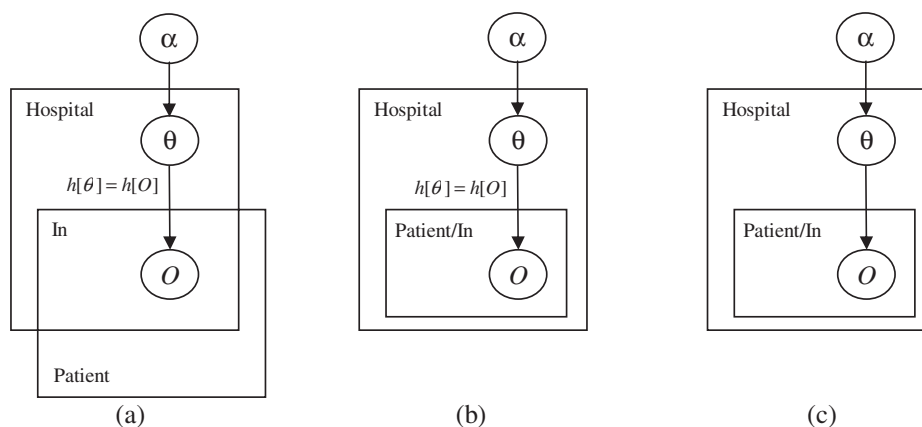 α
Hospital
θ
h[θ] = h[O]
In
O
Patient
(a)
α
Hospital
θ
h[θ] = h[O]
Patient/In
O
(b)
α
Hospital
θ
Patient/In
O
(c)